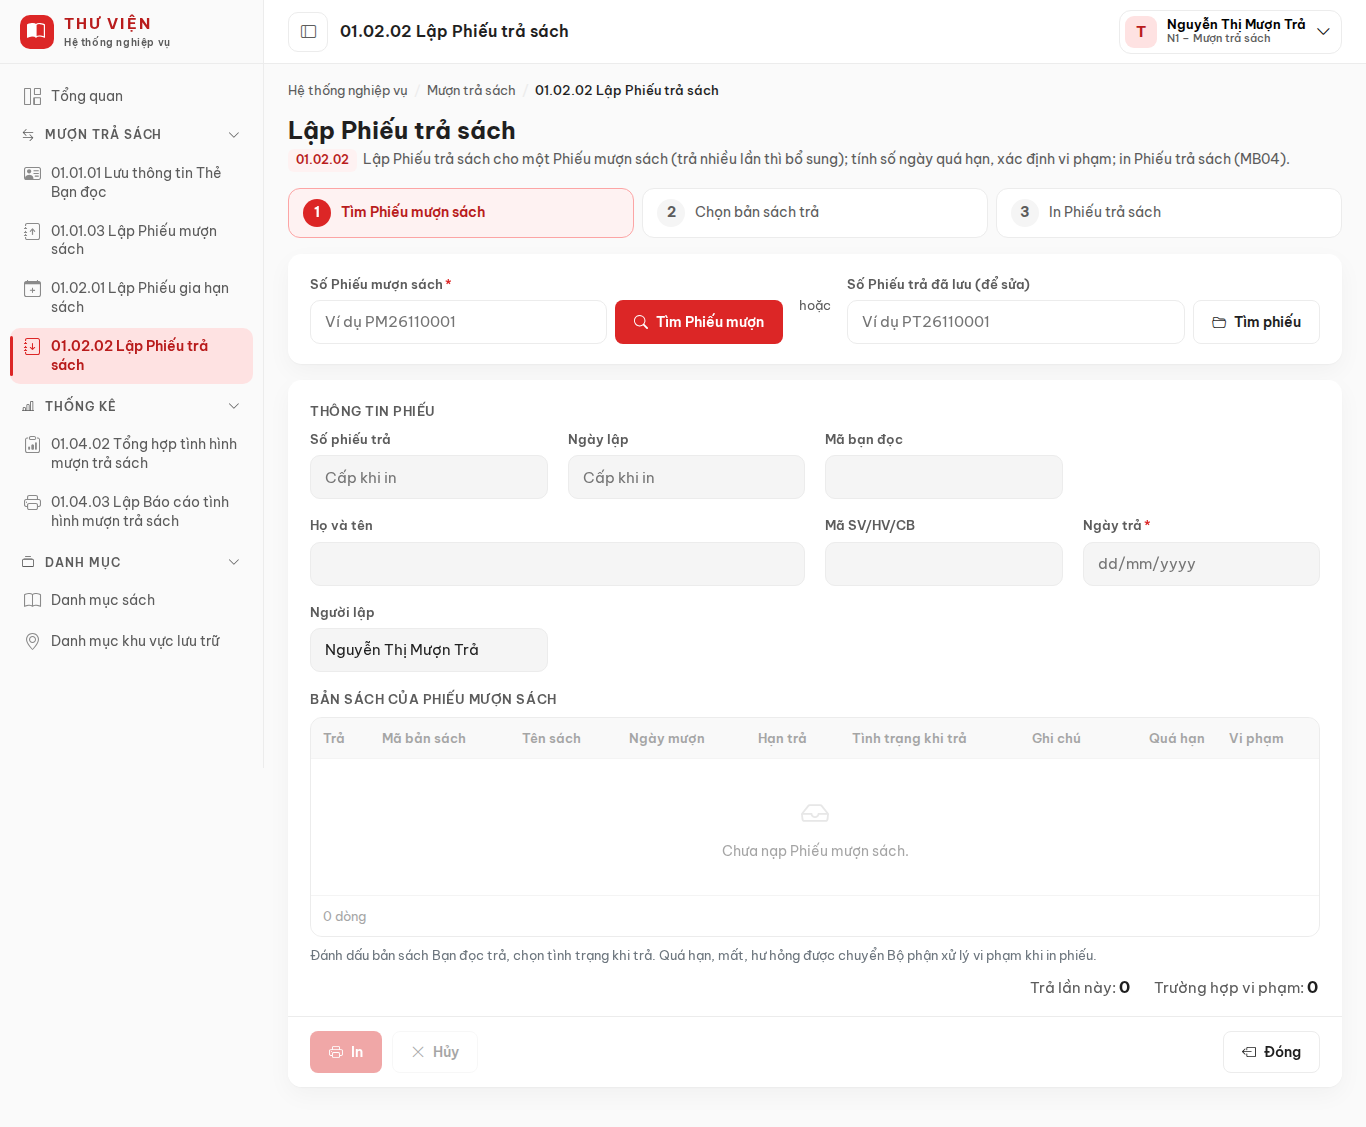 THƯ VIỆN
Hệ thống nghiệp vụ
01.02.02 Lập Phiếu trả sách
T
Nguyễn Thị Mượn Trả
N1 – Mượn trả sách
Tổng quan
MƯỢN TRẢ SÁCH
01.01.01 Lưu thông tin Thẻ
Bạn đọc
01.01.03 Lập Phiếu mượn
sách
01.02.01 Lập Phiếu gia hạn
sách
01.02.02 Lập Phiếu trả
sách
THỐNG KÊ
01.04.02 Tổng hợp tình hình
mượn trả sách
01.04.03 Lập Báo cáo tình
hình mượn trả sách
DANH MỤC
Danh mục sách
Danh mục khu vực lưu trữ
Hệ thống nghiệp vụ / Mượn trả sách / 01.02.02 Lập Phiếu trả sách
Lập Phiếu trả sách
01.02.02 Lập Phiếu trả sách cho một Phiếu mượn sách (trả nhiều lần thì bổ sung); tính số ngày quá hạn, xác định vi phạm; in Phiếu trả sách (MB04).
1 Tìm Phiếu mượn sách
2 Chọn bản sách trả
3 In Phiếu trả sách
Số Phiếu mượn sách *
Ví dụ PM26110001
Tìm Phiếu mượn
hoặc
Số Phiếu trả đã lưu (để sửa)
Ví dụ PT26110001
Tìm phiếu
THÔNG TIN PHIẾU
Số phiếu trả
Cấp khi in
Ngày lập
Cấp khi in
Mã bạn đọc
Họ và tên
Mã SV/HV/CB
Ngày trả *
dd/mm/yyyy
Người lập
Nguyễn Thị Mượn Trả
BẢN SÁCH CỦA PHIẾU MƯỢN SÁCH
Trả Mã bản sách Tên sách Ngày mượn Hạn trả Tình trạng khi trả Ghi chú Quá hạn Vi phạm
Chưa nạp Phiếu mượn sách.
0 dòng
Đánh dấu bản sách Bạn đọc trả, chọn tình trạng khi trả. Quá hạn, mất, hư hỏng được chuyển Bộ phận xử lý vi phạm khi in phiếu.
Trả lần này: 0 Trường hợp vi phạm: 0
In
Hủy
Đóng